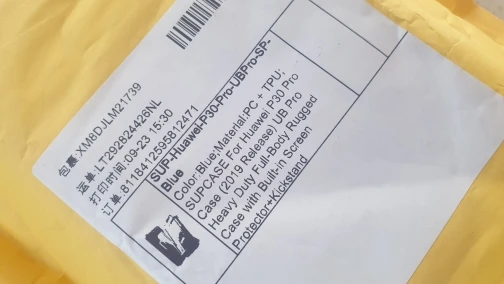 包裹:XM8DJLM21739
运单:LT292824426NL
打印时间:09-23 15:30
订单:8118412595812471
SUP-Huawei-P30-Pro-UBPro-SP-
Blue
Color:Blue;Material:PC + TPU;
SUPCASE For Huawei P30 Pro
Case (2019 Release) UB Pro
Heavy Duty Full-Body Rugged
Case with Built-in Screen
Protector+Kickstand